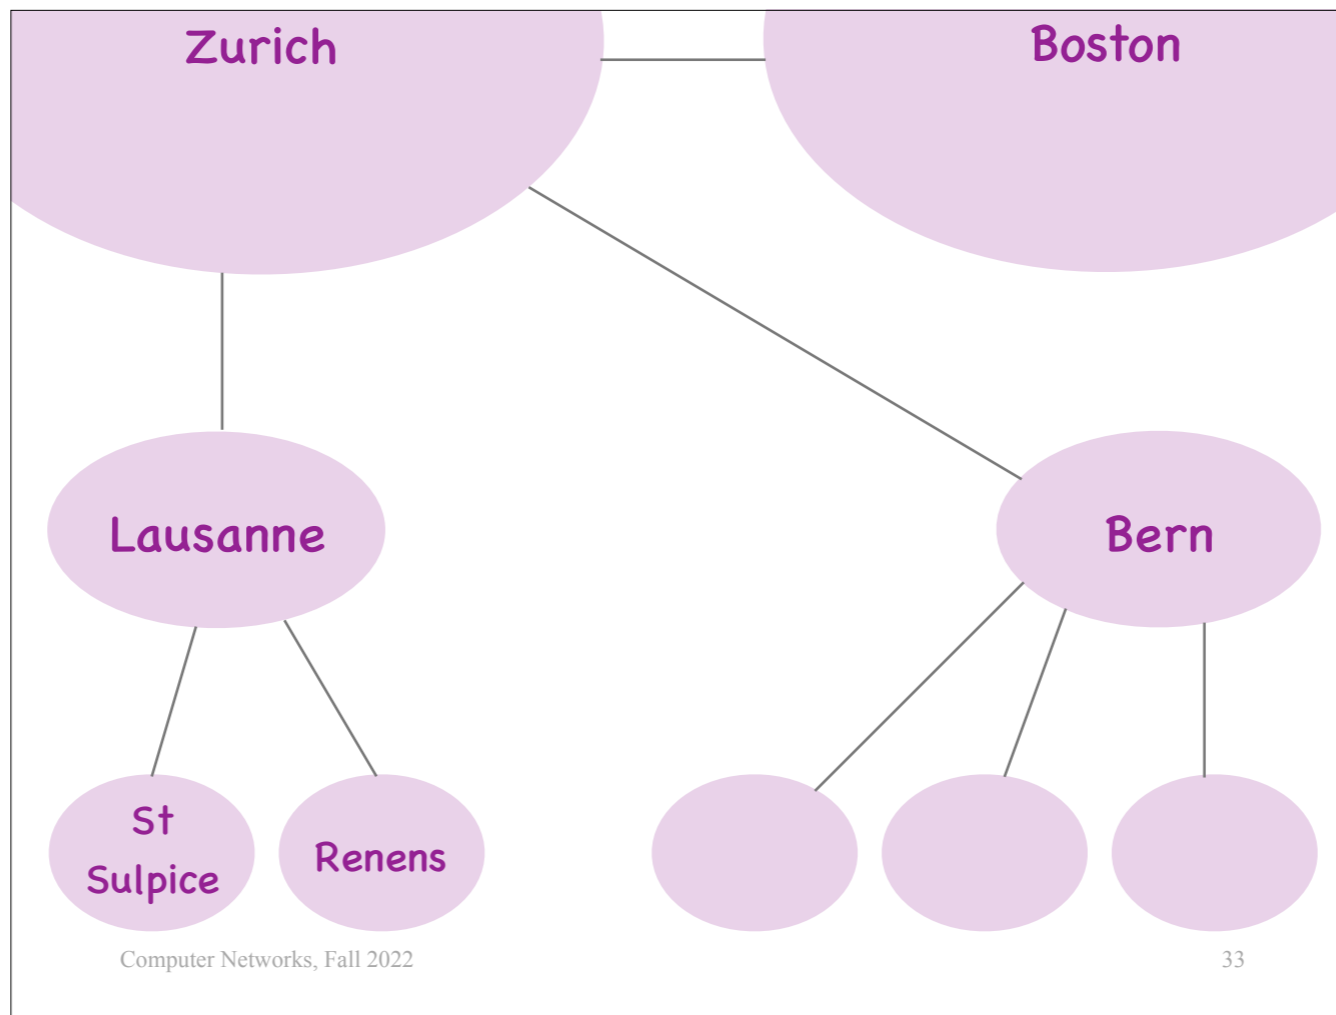 Zurich
Boston
Lausanne
Bern
St
Sulpice
Renens
Computer Networks, Fall 2022
33